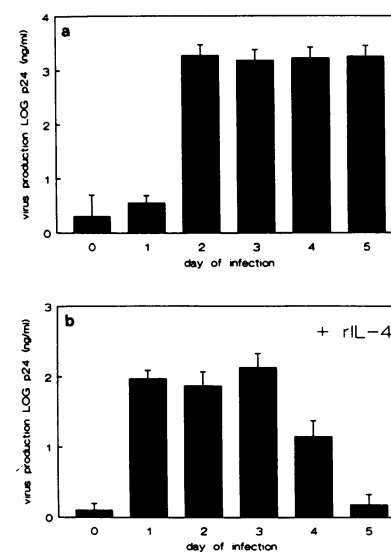 a
virus production LOG p24 (ng/ml)
4
3
2
1
0
0 1 2 3 4 5
day of infection
b
+ rIL-4
virus production LOG p24 (ng/ml)
3
2
1
0
0 1 2 3 4 5
day of infection